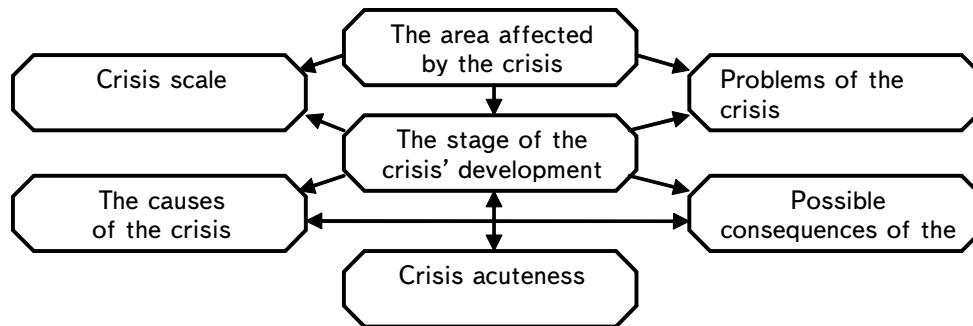 The area affected
by the crisis
Crisis scale
Problems of the
crisis
The stage of the
crisis’ development
The causes
of the crisis
Possible
consequences of the
Crisis acuteness